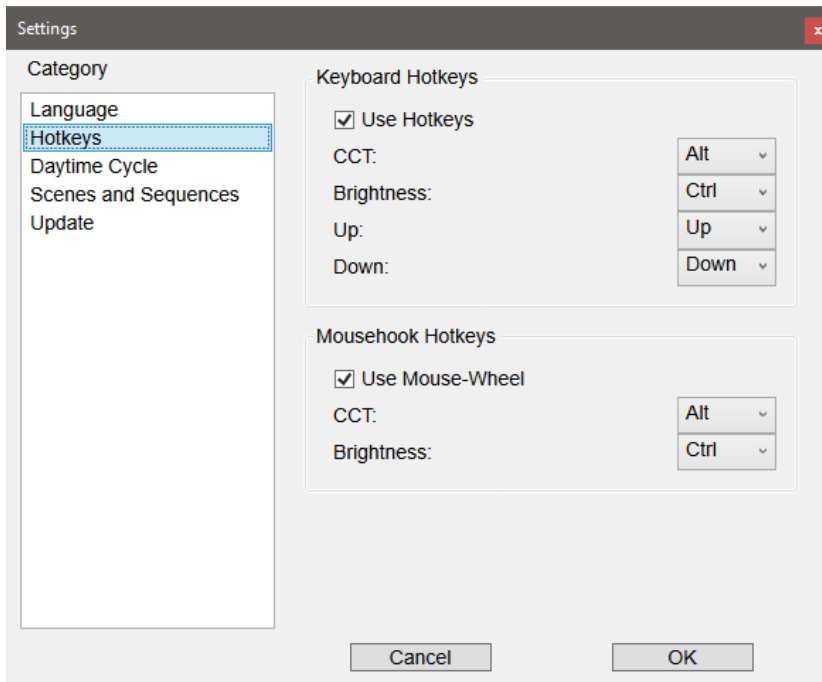 Settings
x
Category
Language
Hotkeys
Daytime Cycle
Scenes and Sequences
Update
Keyboard Hotkeys
Use Hotkeys
CCT: Alt
Brightness: Ctrl
Up: Up
Down: Down
Mousehook Hotkeys
Use Mouse-Wheel
CCT: Alt
Brightness: Ctrl
Cancel OK